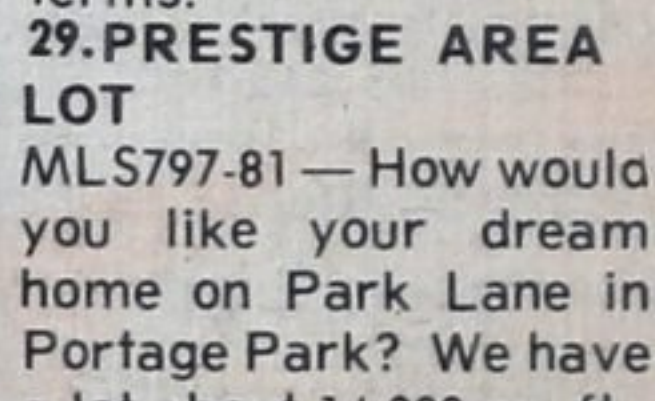 29. PRESTIGE AREA
LOT
MLS797-81 — How would
you like your dream
home on Park Lane in
Portage Park? We have